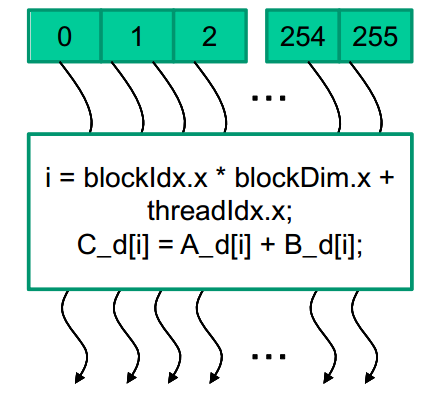 0 1 2 254 255
...
i = blockIdx.x * blockDim.x +
threadIdx.x;
C_d[i] = A_d[i] + B_d[i];
...